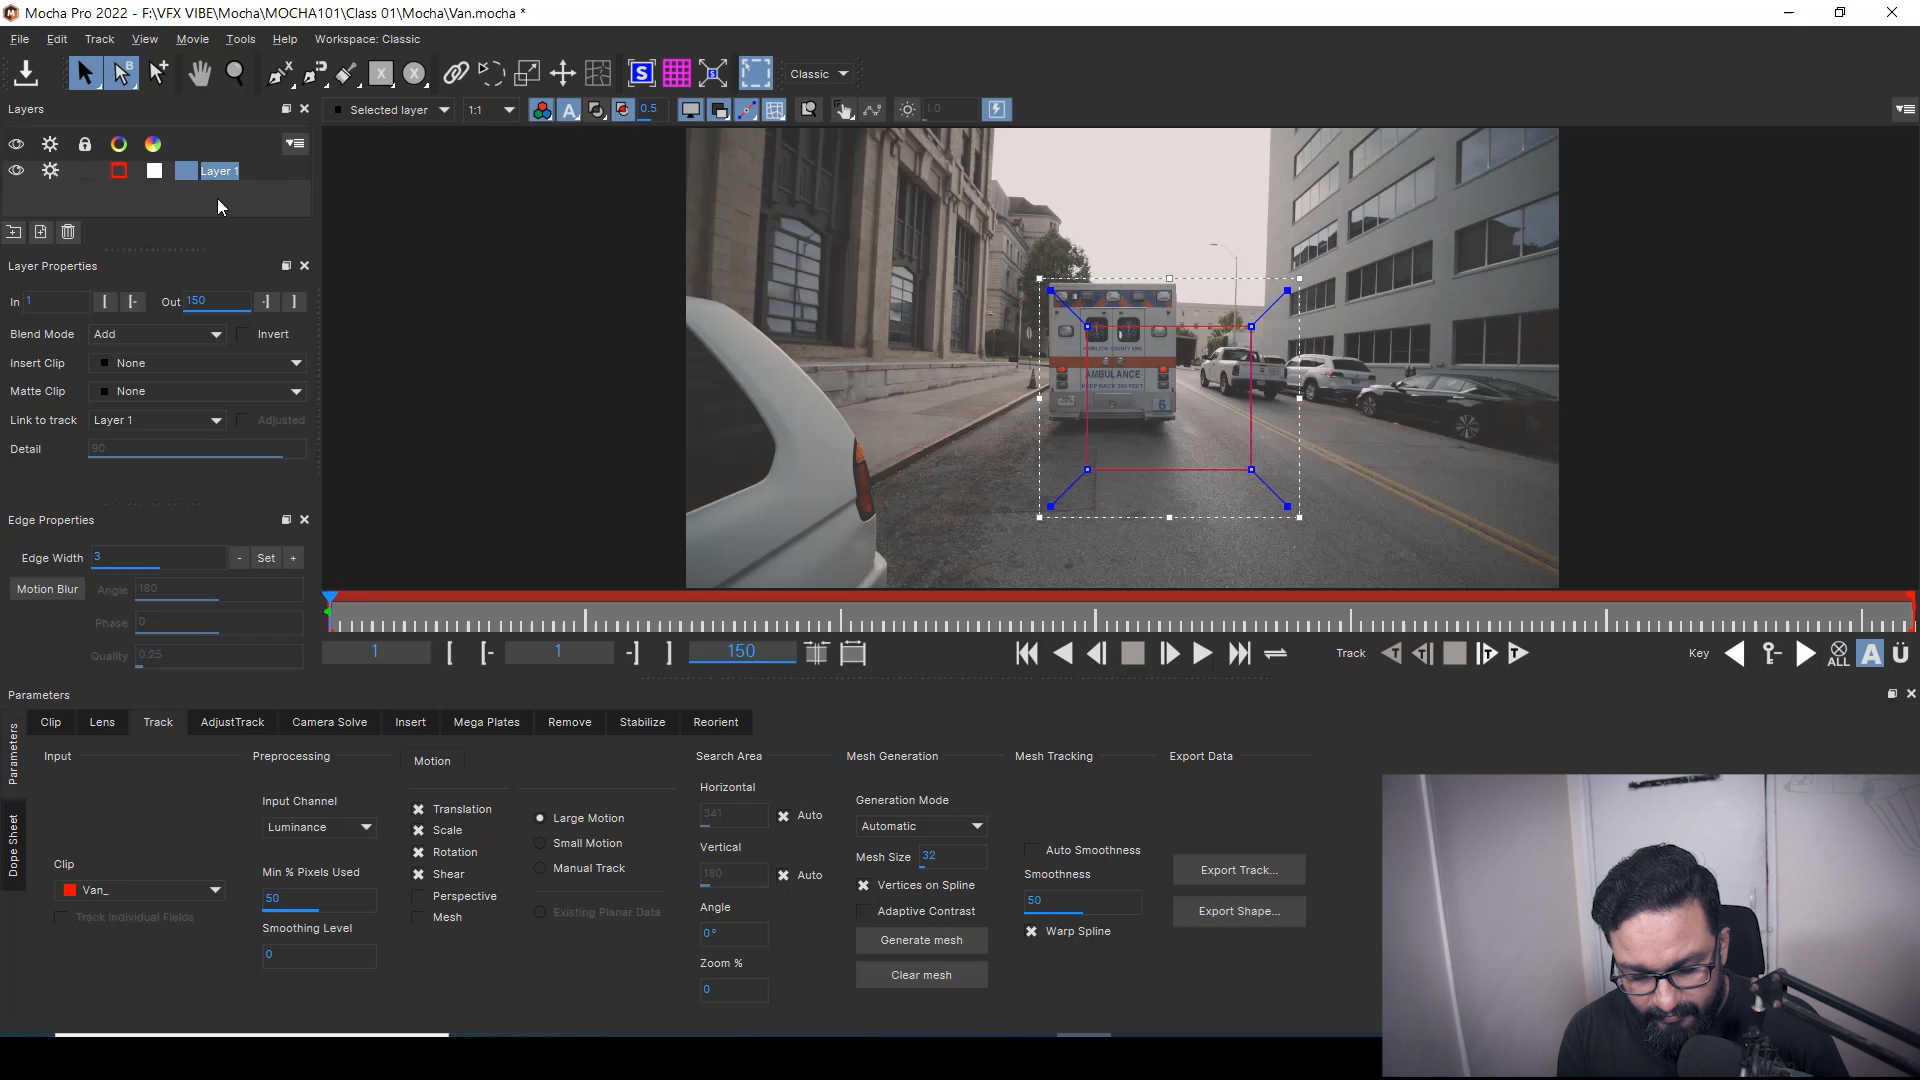 Mocha Pro 2022 - F:\VFX VIBE\Mocha\MOCHA101\Class 01\Mocha\Van.mocha *
File Edit Track View Movie Tools Help Workspace: Classic
Classic
Layers
Selected layer 1:1 A 0.5 1.0
Layer 1
Layer Properties
In 1 Out 150
Blend Mode Add Invert
Insert Clip None
Matte Clip None
Link to track Layer 1 Adjusted
Detail 90
AMBULANCE
6
Edge Properties
Edge Width 3 - Set +
Motion Blur Angle 180
Phase 0
Quality 0.25
1 1 150 Track Key ALL A Ü
Parameters
Clip Lens Track AdjustTrack Camera Solve Insert Mega Plates Remove Stabilize Reorient
Parameters
Dope Sheet
Input
Clip
Van_
Track Individual Fields
Preprocessing
Input Channel
Luminance
Min % Pixels Used
50
Smoothing Level
0
Motion
Translation
Scale
Rotation
Shear
Perspective
Mesh
Large Motion
Small Motion
Manual Track
Existing Planar Data
Search Area
Horizontal
341 Auto
Vertical
180 Auto
Angle
0°
Zoom %
0
Mesh Generation
Generation Mode
Automatic
Mesh Size 32
Vertices on Spline
Adaptive Contrast
Generate mesh
Clear mesh
Mesh Tracking
Auto Smoothness
Smoothness
50
Warp Spline
Export Data
Export Track...
Export Shape...